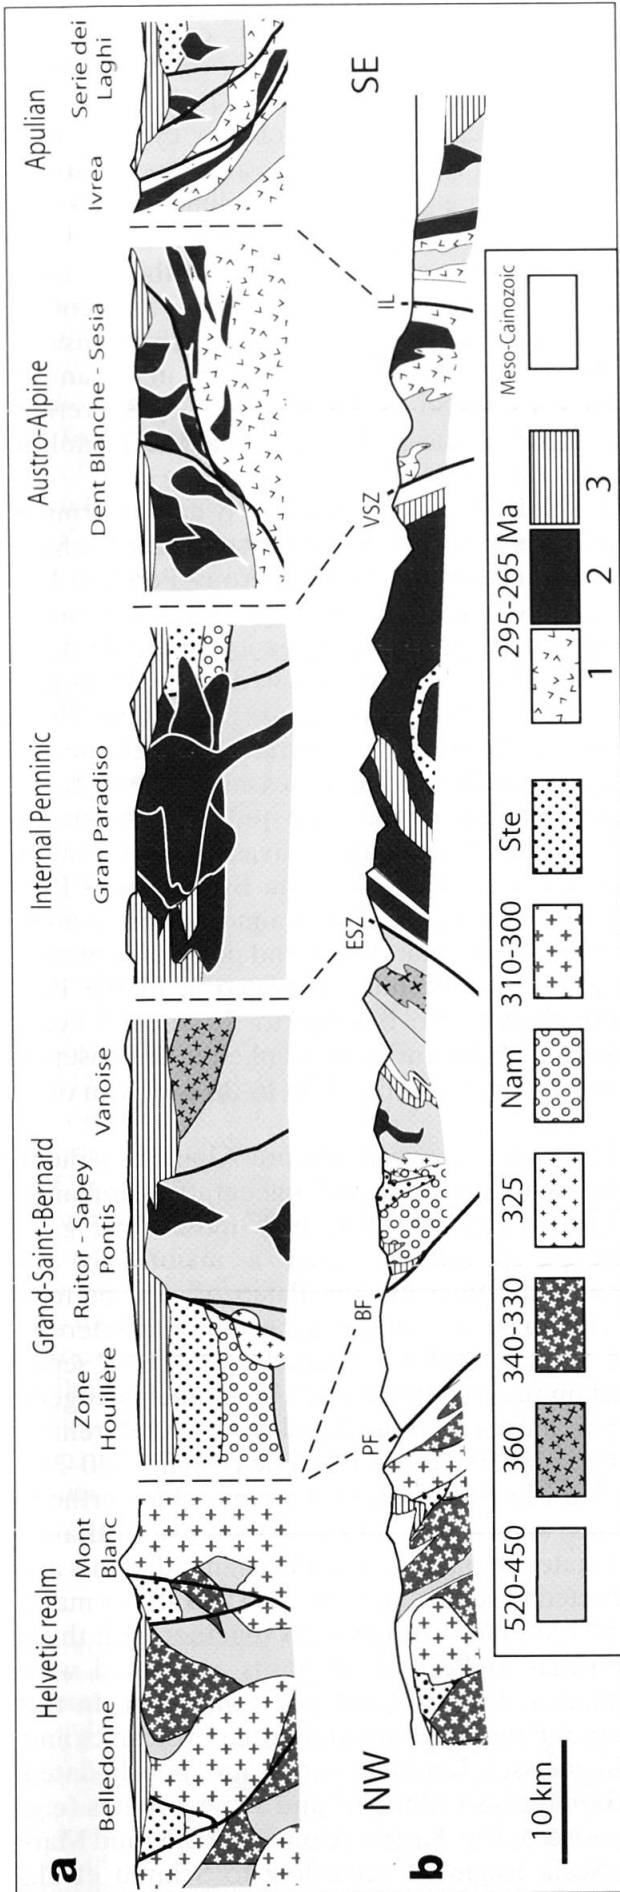 a
Helvetic realm
Belledonne
Mont
Blanc
Grand-Saint-Bernard
Zone
Houillère
Ruitor - Saaey
Pontis
Vanoise
Internal Penninic
Gran Paradiso
Austro-Alpine
Dent Blanche - Sesia
Apulian
Ivrea
Serie dei
Laghi
b
NW
PF
BF
ESZ
VSZ
IL
SE
10 km
520-450
360
340-330
325
Nam
310-300
Ste
295-265 Ma
1
2
3
Meso-Cainozoic